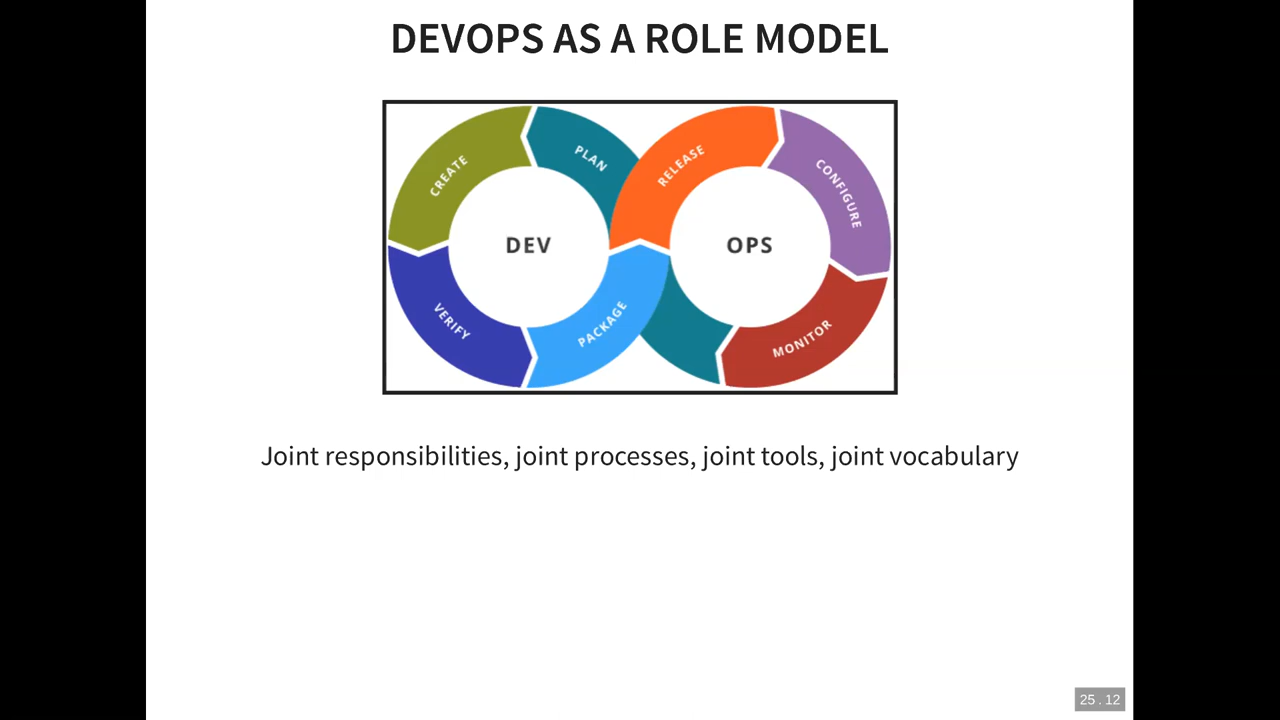 DEVOPS AS A ROLE MODEL
CREATE
PLAN
RELEASE
CONFIGURE
DEV
OPS
VERIFY
PACKAGE
MONITOR
Joint responsibilities, joint processes, joint tools, joint vocabulary
25 . 12